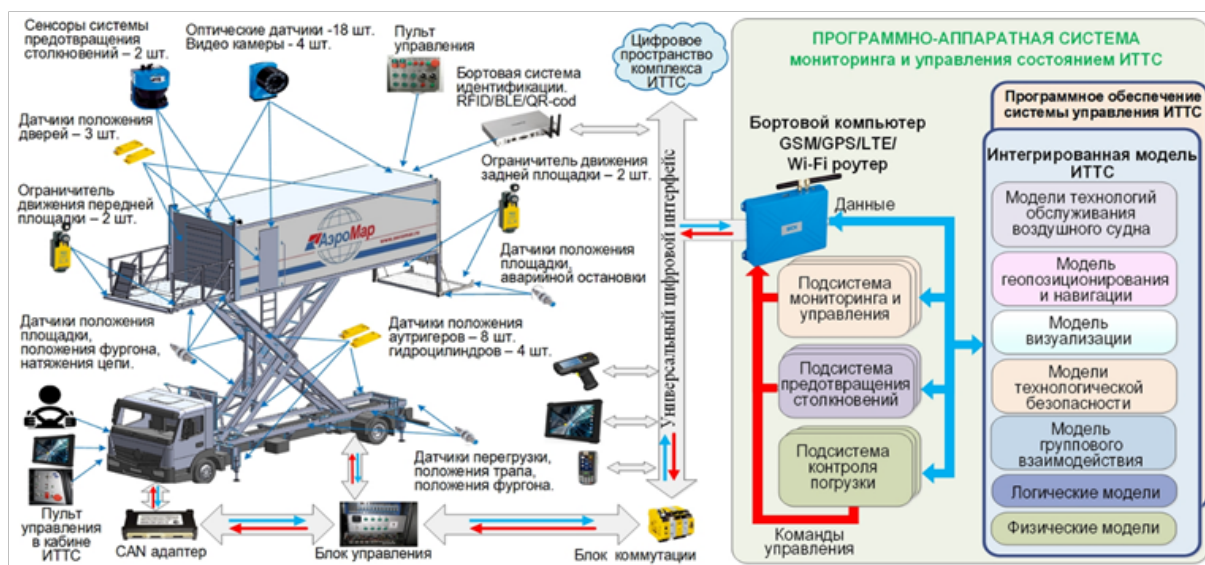 Сенсоры системы
предотвращения
столкновений – 2 шт.
Оптические датчики -18 шт.
Видео камеры - 4 шт.
Пульт
управления
Бортовая система
идентификации.
RFID/BLE/QR-cod
Датчики положения
дверей – 3 шт.
Ограничитель
движения передней
площадки
– 2 шт.
Ограничитель движения
задней площадки – 2 шт.
АэроМар
www.aeromar.ru
Датчики положения
площадки,
аварийной остановки
Датчики положения
площадки,
положения фургона,
натяжения цепи.
Датчики положения
аутригеров – 8 шт.
гидроцилиндров – 4 шт.
Датчики перегрузки,
положения трапа,
положения фургона.
Пульт
управления
в кабине
ИТТС
CAN адаптер
Блок управления
Блок коммутации
Цифровое
пространство
комплекса
ИТТС
Универсальный цифровой интерфейс
ПРОГРАММНО-АППАРАТНАЯ СИСТЕМА
мониторинга и управления состоянием ИТТС
Бортовой компьютер
GSM/GPS/LTE/
Wi-Fi роутер
Данные
Подсистема
мониторинга и
управления
Подсистема
предотвращения
столкновений
Подсистема
контроля
погрузки
Команды
управления
Программное обеспечение
системы управления ИТТС
Интегрированная модель
ИТТС
Модели технологий
обслуживания
воздушного судна
Модель
геопозиционирования
и навигации
Модель
визуализации
Модели
технологической
безопасности
Модель
группового
взаимодействия
Логические модели
Физические модели